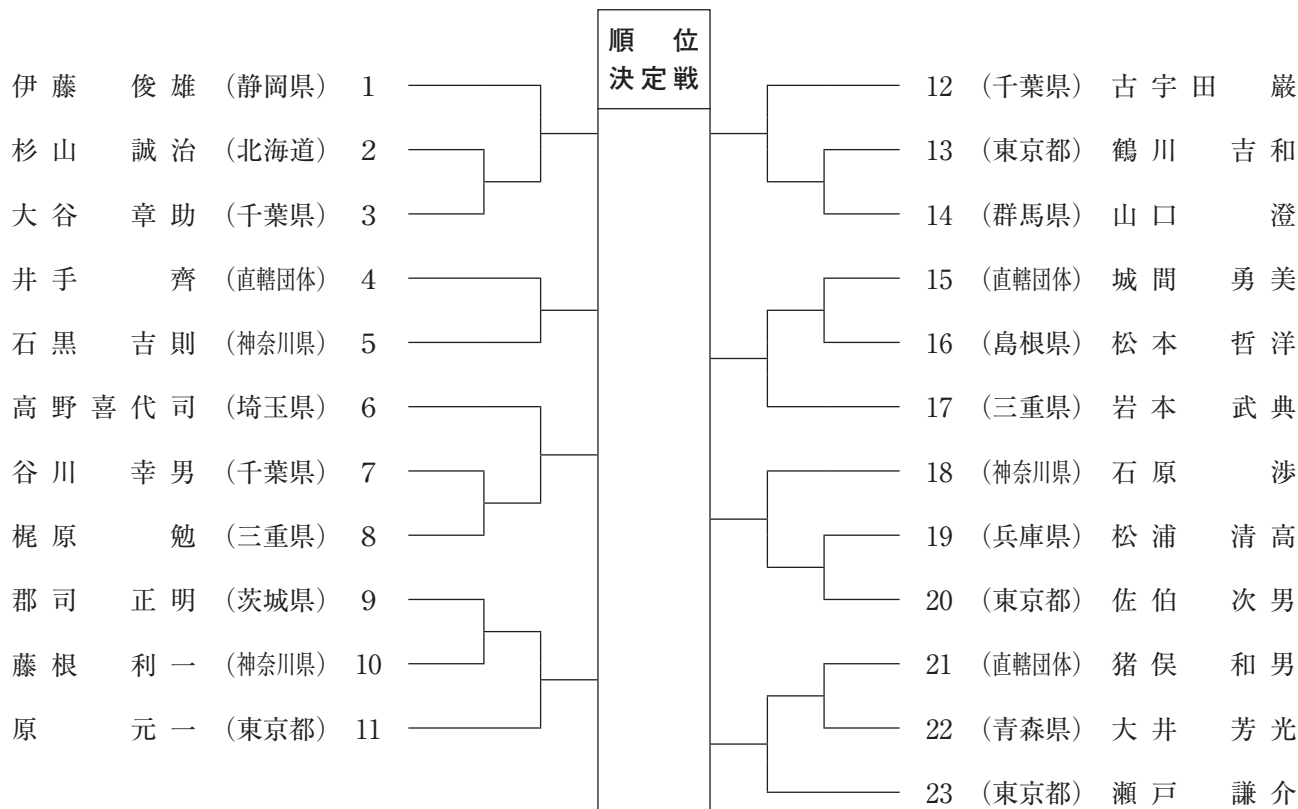 順位
決定戦
伊藤 俊雄 (静岡県) 1
杉山 誠治 (北海道) 2
大谷 章助 (千葉県) 3
井手 齊 (直轄団体) 4
石黒 吉則 (神奈川県) 5
高野喜代司 (埼玉県) 6
谷川 幸男 (千葉県) 7
梶原 勉 (三重県) 8
郡司 正明 (茨城県) 9
藤根 利一 (神奈川県) 10
原 元一 (東京都) 11
12 (千葉県) 古宇田 巌
13 (東京都) 鶴川 吉和
14 (群馬県) 山口 澄
15 (直轄団体) 城間 勇美
16 (島根県) 松本 哲洋
17 (三重県) 岩本 武典
18 (神奈川県) 石原 渉
19 (兵庫県) 松浦 清高
20 (東京都) 佐伯 次男
21 (直轄団体) 猪俣 和男
22 (青森県) 大井 芳光
23 (東京都) 瀬戸 謙介